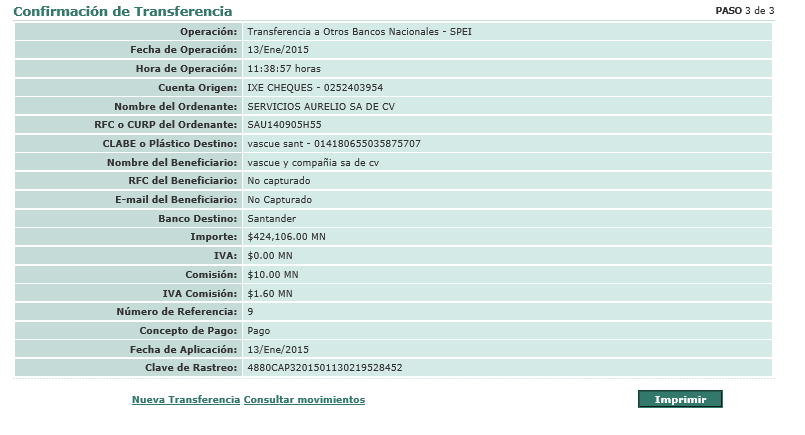 Confirmación de Transferencia PASO 3 de 3
Operación: Transferencia a Otros Bancos Nacionales - SPEI
Fecha de Operación: 13/Ene/2015
Hora de Operación: 11:38:57 horas
Cuenta Origen: IXE CHEQUES - 0252403954
Nombre del Ordenante: SERVICIOS AURELIO SA DE CV
RFC o CURP del Ordenante: SAU140905H55
CLABE o Plástico Destino: vascue sant - 014180655035875707
Nombre del Beneficiario: vascue y compañia sa de cv
RFC del Beneficiario: No capturado
E-mail del Beneficiario: No Capturado
Banco Destino: Santander
Importe: $424,106.00 MN
IVA: $0.00 MN
Comisión: $10.00 MN
IVA Comisión: $1.60 MN
Número de Referencia: 9
Concepto de Pago: Pago
Fecha de Aplicación: 13/Ene/2015
Clave de Rastreo: 4880CAP3201501130219528452
Nueva Transferencia Consultar movimientos Imprimir